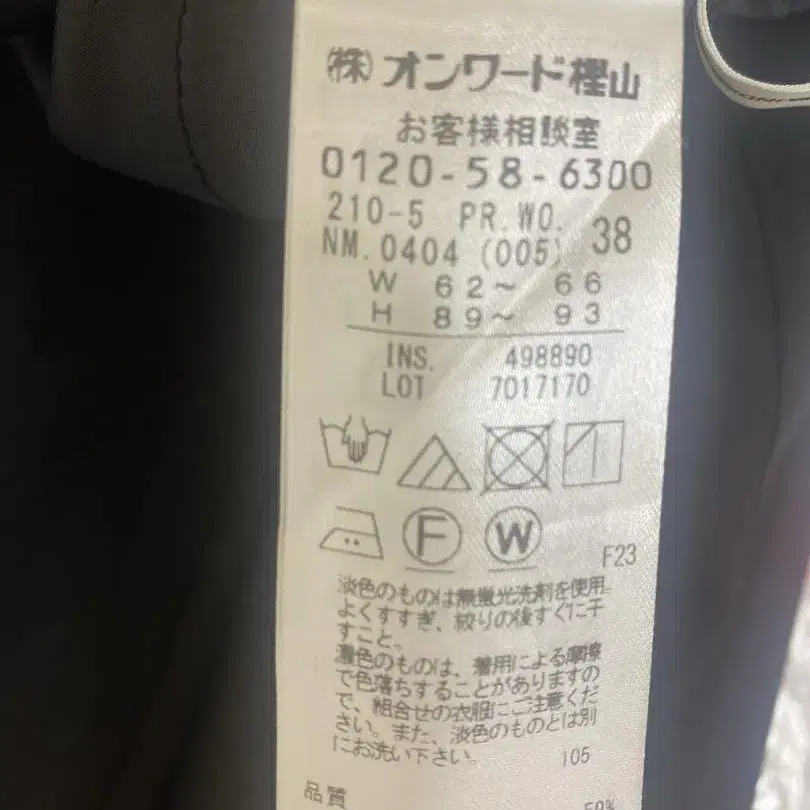 ㈱オンワード樫山
お客様相談室
0120-58-6300
210-5 PR.WO. 38
NM.0404 (005)
W 62～ 66
H 89～ 93
INS. 498890
LOT 7017170
F
W
F23
淡色のものは無蛍光洗剤を使用。
よくすすぎ、絞りの後すぐに干
すこと。
濃色のものは、着用による摩擦
で色落ちすることがありますの
で、組合せの衣服にご注意くだ
さい。また、淡色のものとは別
にお洗い下さい。 105
品質